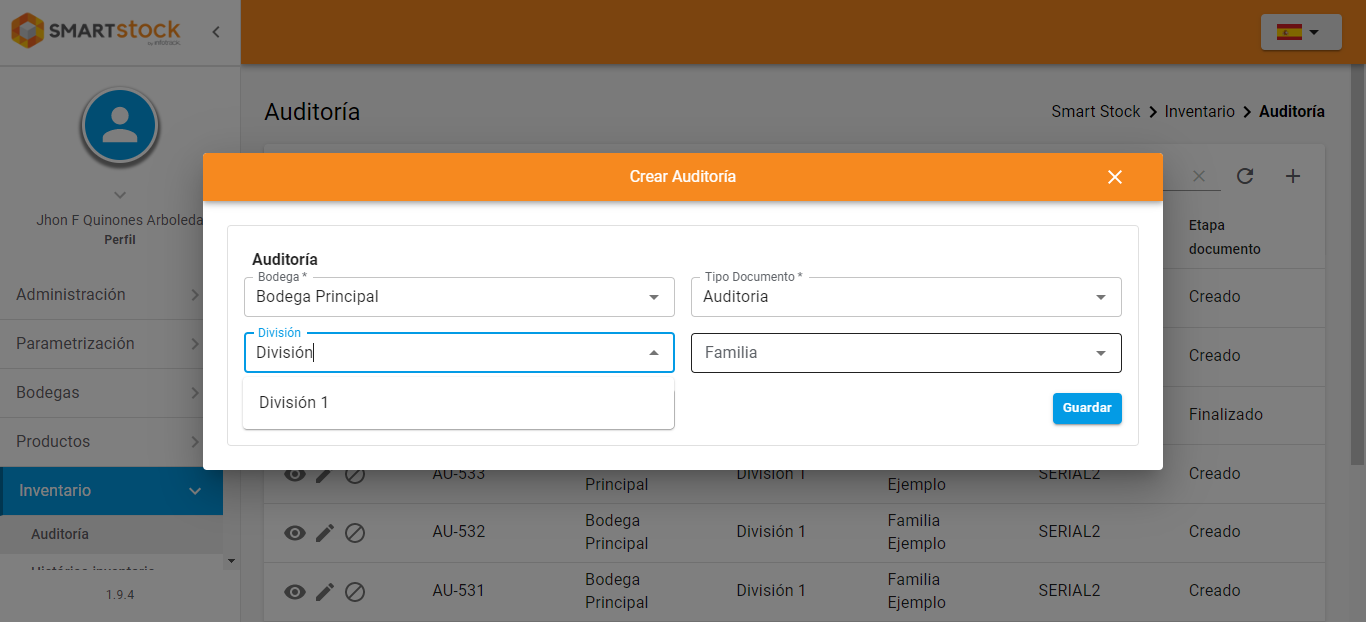 SMARTstock
by infotrack
Auditoría
Smart Stock > Inventario > Auditoría
Jhon F Quinones Arboleda
Perfil
Administración
Parametrización
Bodegas
Productos
Inventario
Auditoría
Histórico inventario
1.9.4
Crear Auditoría
Auditoría
Bodega *
Bodega Principal
Tipo Documento *
Auditoria
División
División
Familia
División 1
Guardar
Etapa
documento
Creado
Creado
Finalizado
AU-533
Principal
División 1
Ejemplo
SERIAL2
Creado
AU-532
Bodega
Principal
División 1
Familia
Ejemplo
SERIAL2
Creado
AU-531
Bodega
Principal
División 1
Familia
Ejemplo
SERIAL2
Creado